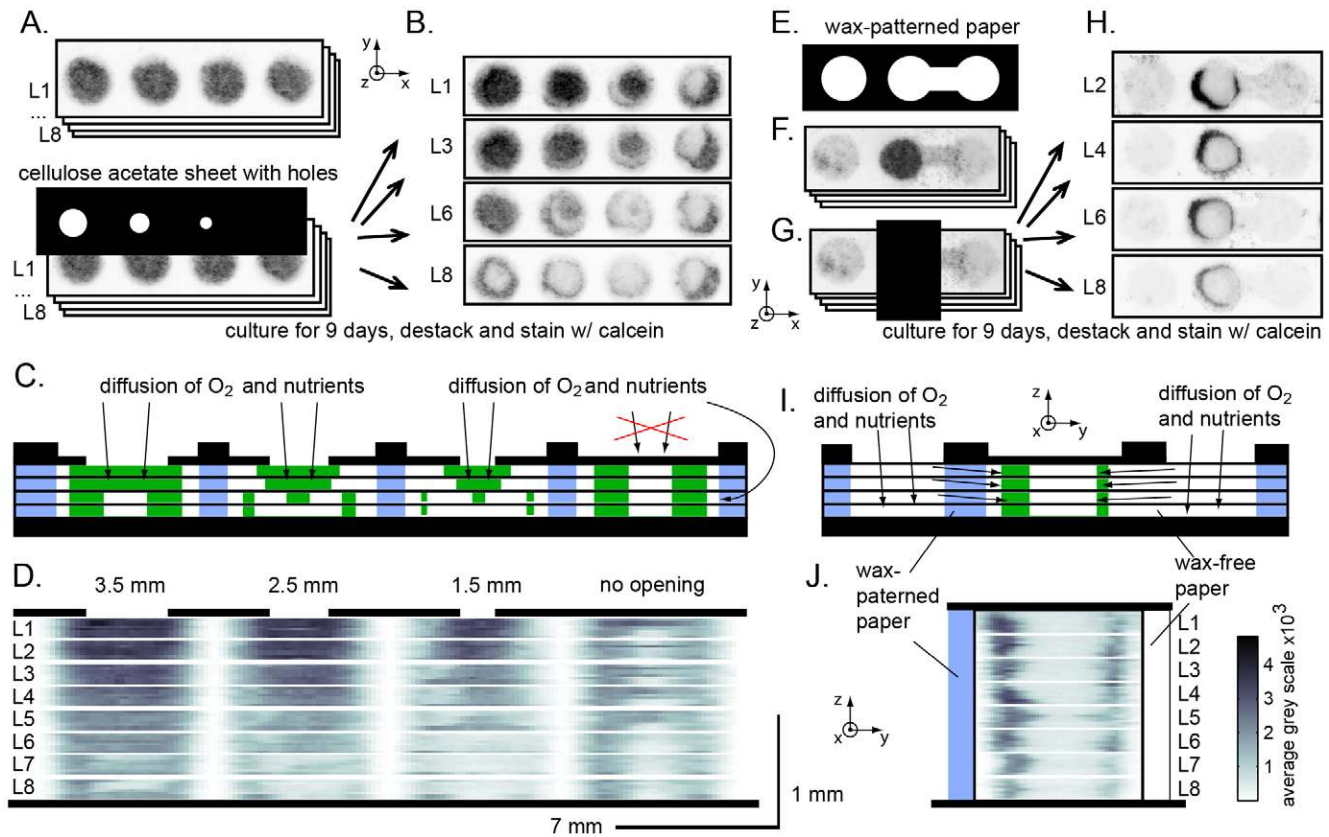 A.
L1
...
L8
y
z
x
cellulose acetate sheet with holes
L1
...
L8
B.
L1
L3
L6
L8
culture for 9 days, destack and stain w/ calcein
E.
wax-patterned paper
F.
G.
y
z
x
H.
L2
L4
L6
L8
culture for 9 days, destack and stain w/ calcein
C.
diffusion of O2 and nutrients
diffusion of O2 and nutrients
D.
3.5 mm
2.5 mm
1.5 mm
no opening
L1
L2
L3
L4
L5
L6
L7
L8
7 mm
1 mm
I.
diffusion of O2
and nutrients
z
x
y
diffusion of O2
and nutrients
wax-
paterned
paper
wax-free
paper
J.
L1
L2
L3
L4
L5
L6
L7
L8
z
x
y
4
3
2
1
average grey scale x10³